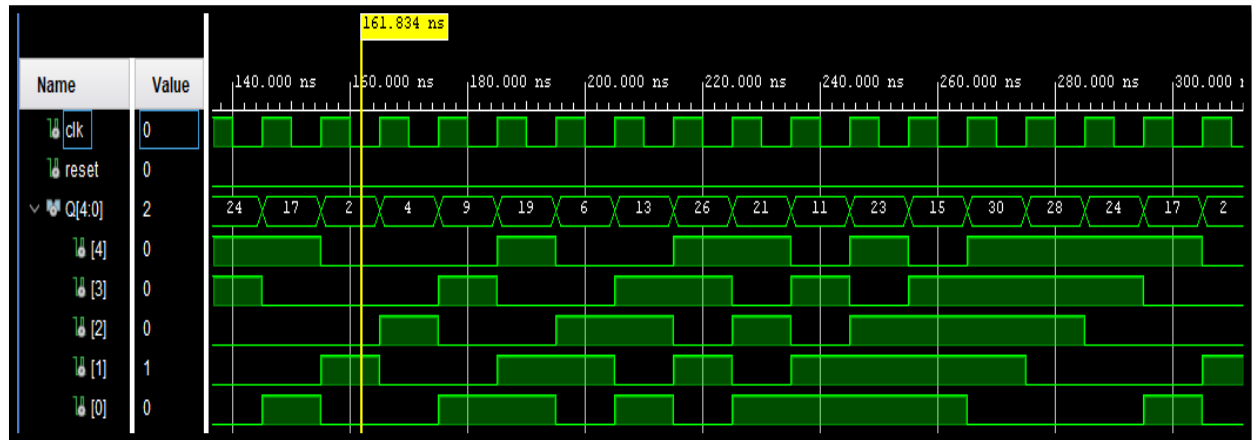 161.834 ns
Name Value 140.000 ns 160.000 ns 180.000 ns 200.000 ns 220.000 ns 240.000 ns 260.000 ns 280.000 ns 300.000
clk 0
reset 0
Q[4:0] 2 24 17 2 4 9 19 6 13 26 21 11 23 15 30 28 24 17 2
[4] 0
[3] 0
[2] 0
[1] 1
[0] 0